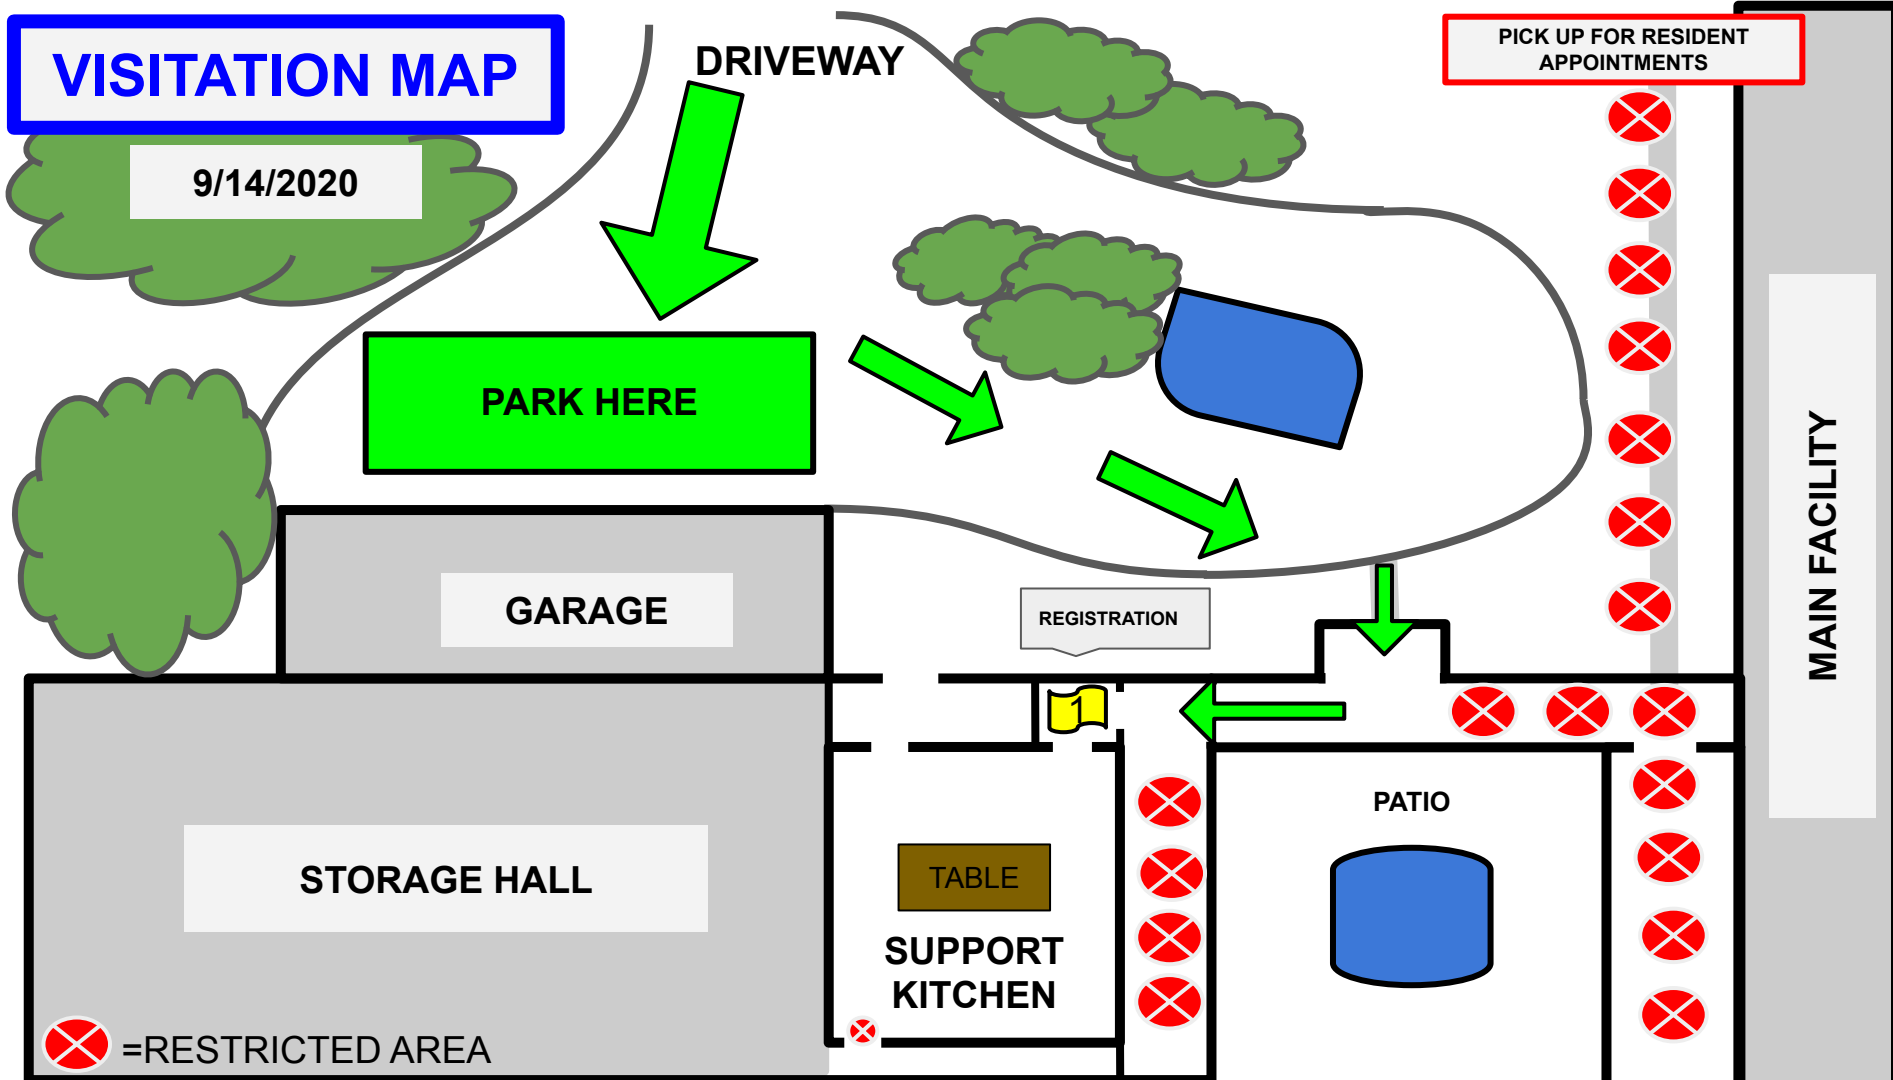 VISITATION MAP
9/14/2020
DRIVEWAY
PICK UP FOR RESIDENT
APPOINTMENTS
PARK HERE
GARAGE
REGISTRATION
1
MAIN FACILITY
STORAGE HALL
TABLE
SUPPORT
KITCHEN
PATIO
=RESTRICTED AREA